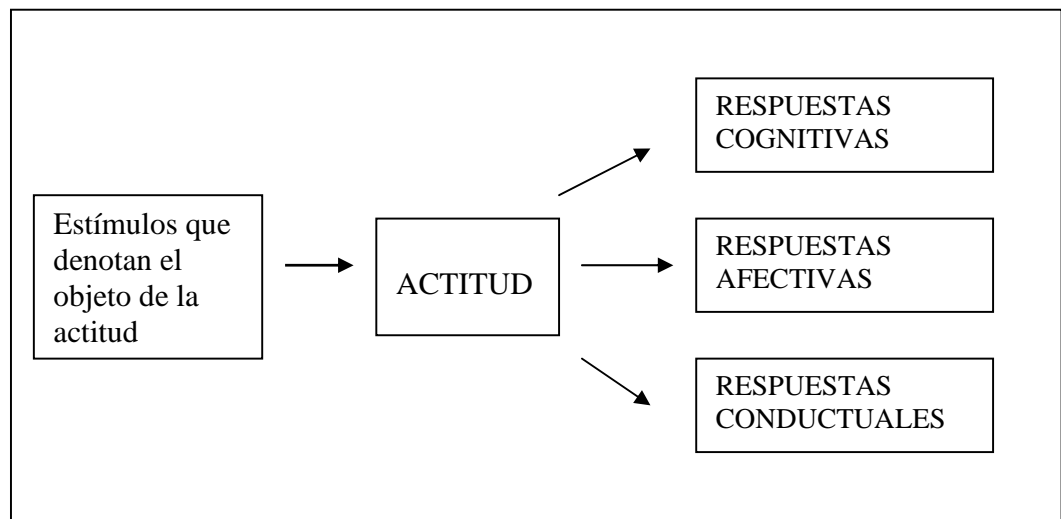 Estímulos que
denotan el
objeto de la
actitud
ACTITUD
RESPUESTAS
COGNITIVAS
RESPUESTAS
AFECTIVAS
RESPUESTAS
CONDUCTUALES